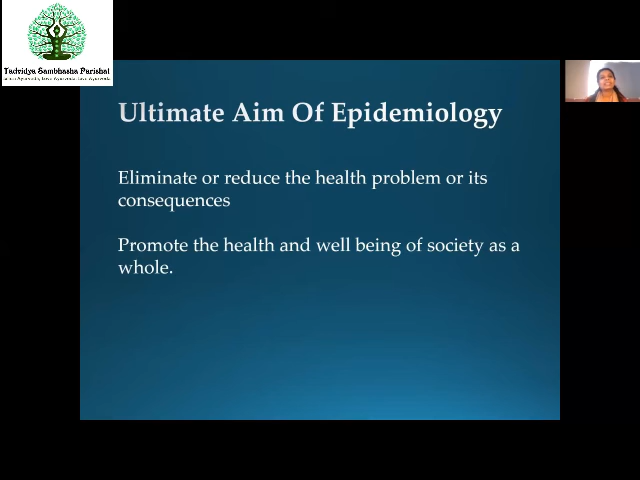 Tadvidya Sambhasha Parishat
Ultimate Aim Of Epidemiology
Eliminate or reduce the health problem or its
consequences
Promote the health and well being of society as a
whole.